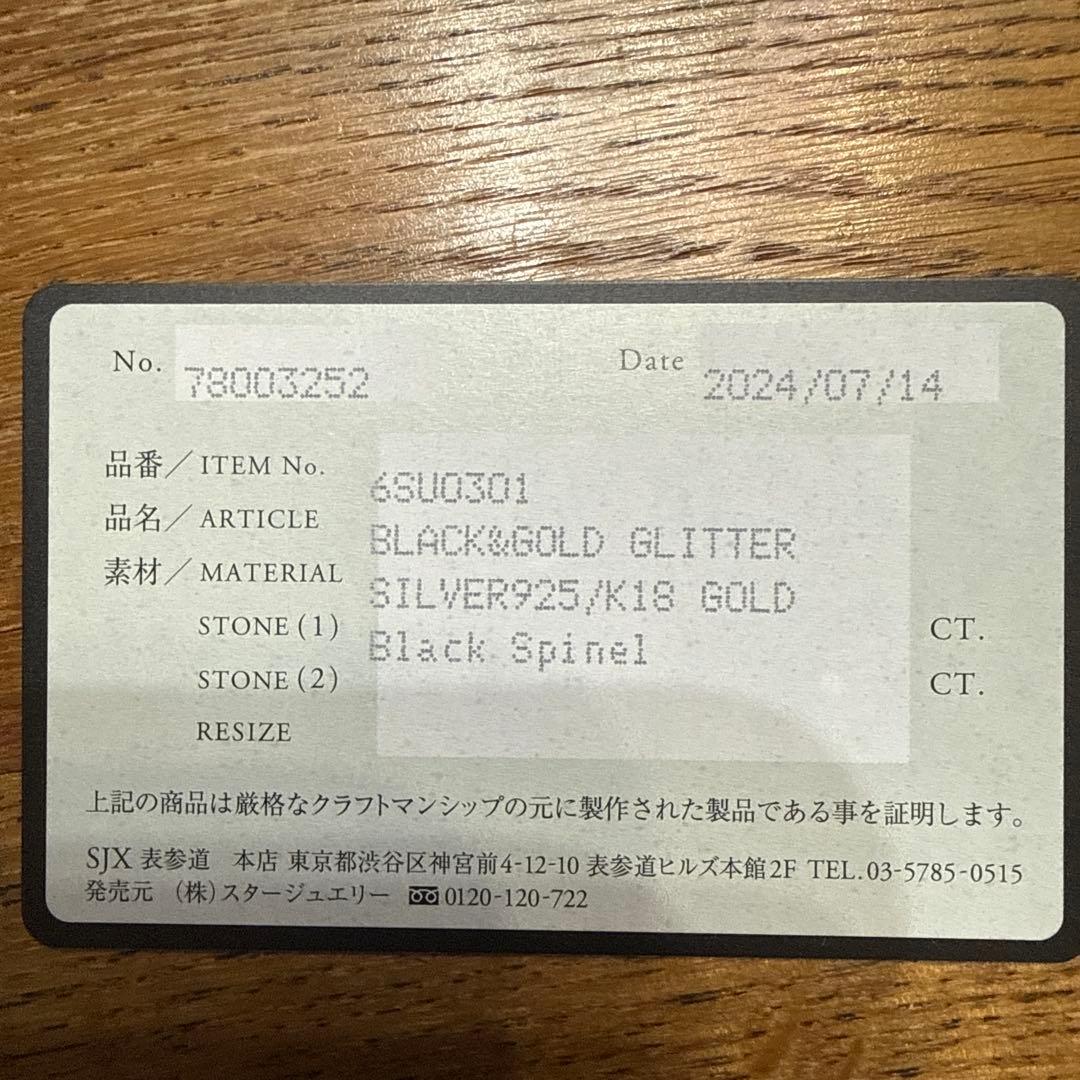 No. 78003252 Date 2024/07/14
品番／ITEM No. 6SU0301
品名／ARTICLE BLACK&GOLD GLITTER
素材／MATERIAL SILVER925/K18 GOLD
STONE (1) Black Spinel CT.
STONE (2) CT.
RESIZE
上記の商品は厳格なクラフトマンシップの元に製作された製品である事を証明します。
SJX 表参道 本店 東京都渋谷区神宮前4-12-10 表参道ヒルズ本館2F TEL.03-5785-0515
発売元 （株）スタージュエリー 0120-120-722